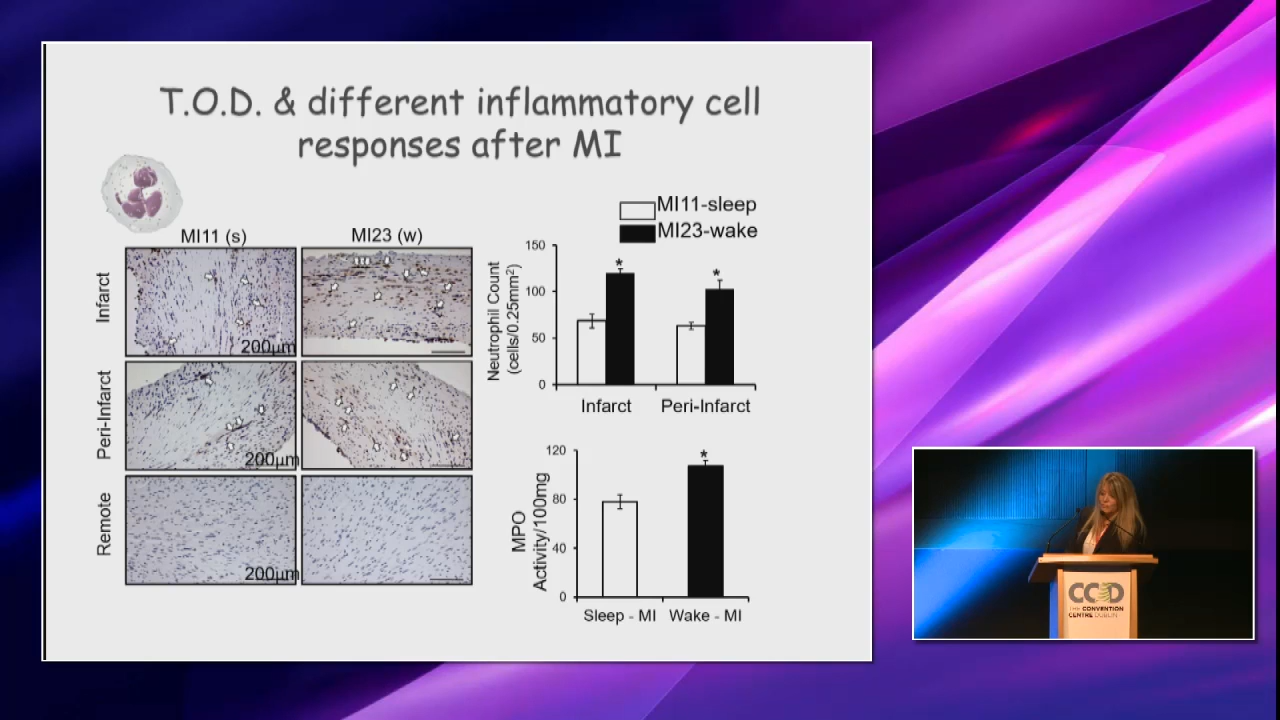 T.O.D. & different inflammatory cell
responses after MI
MI11 (s)
MI23 (w)
Infarct
200µm
Peri-Infarct
200µm
Remote
200µm
MI11-sleep
MI23-wake
Neutrophil Count
(cells/0.25mm²)
150
100
50
0
*
*
Infarct
Peri-Infarct
MPO
Activity/100mg
120
80
40
0
*
Sleep - MI
Wake - MI
CCD
THE CONVENTION
CENTRE DUBLIN